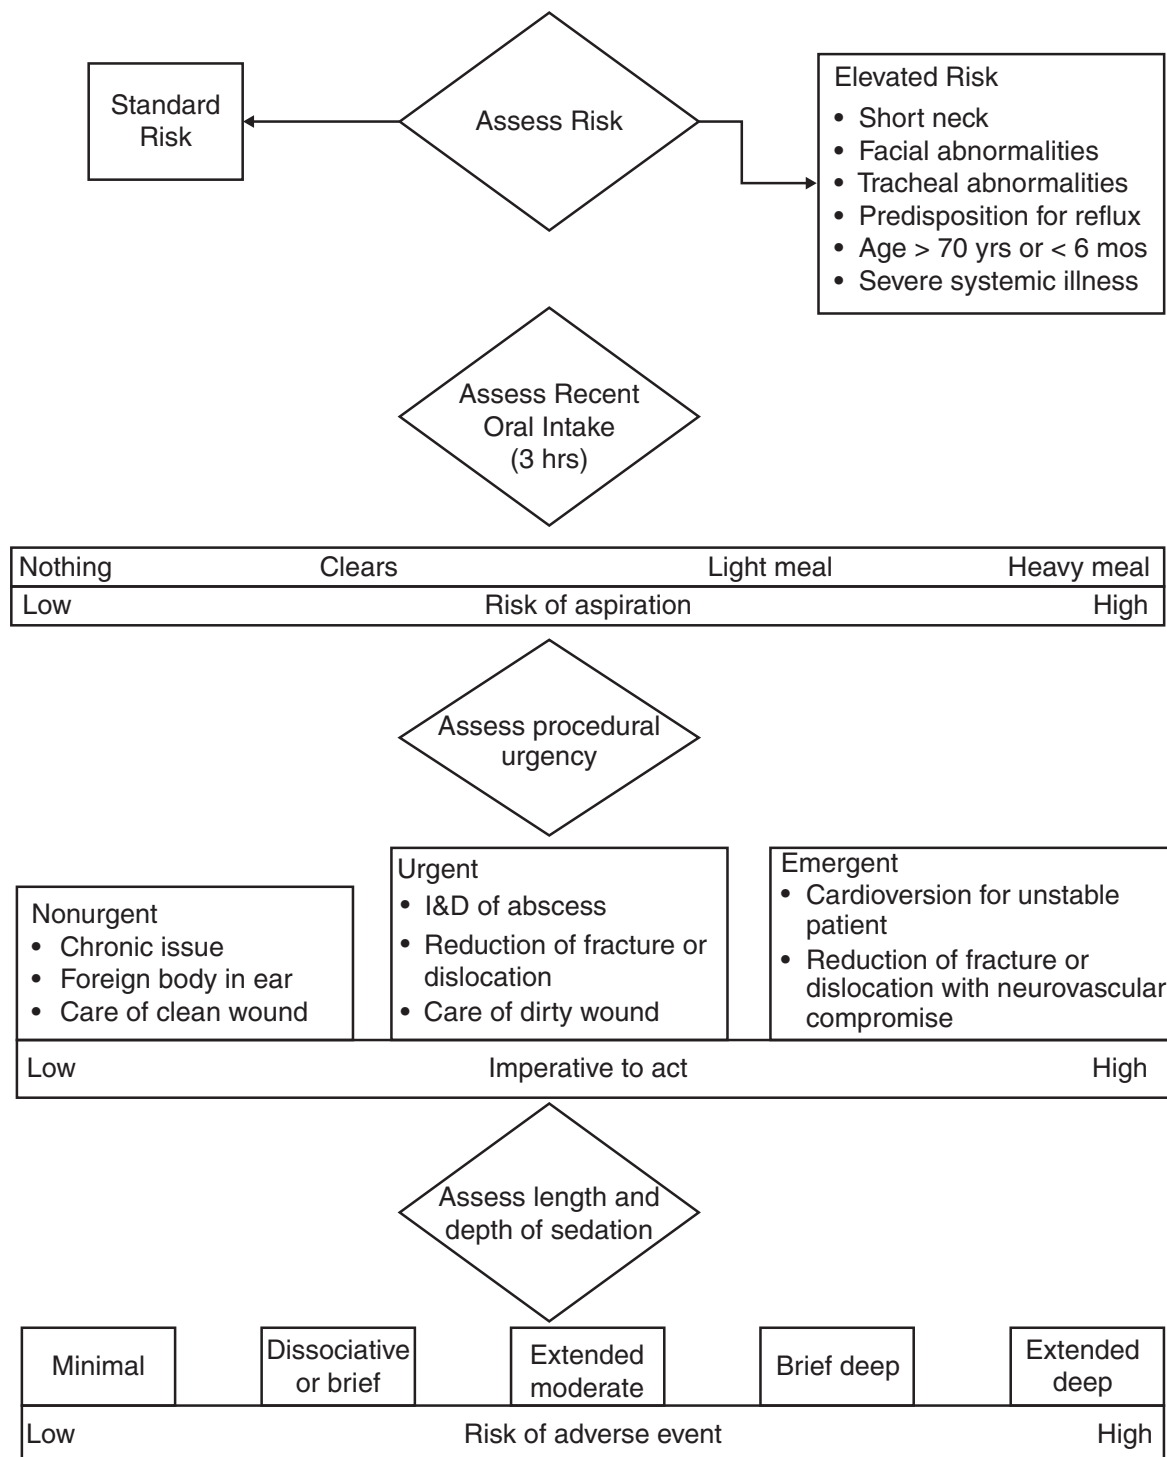 Standard
Risk
Assess Risk
Elevated Risk
• Short neck
• Facial abnormalities
• Tracheal abnormalities
• Predisposition for reflux
• Age > 70 yrs or < 6 mos
• Severe systemic illness
Assess Recent
Oral Intake
(3 hrs)
Nothing Clears Light meal Heavy meal
Low Risk of aspiration High
Assess procedural
urgency
Nonurgent
• Chronic issue
• Foreign body in ear
• Care of clean wound
Urgent
• I&D of abscess
• Reduction of fracture or
dislocation
• Care of dirty wound
Emergent
• Cardioversion for unstable
patient
• Reduction of fracture or
dislocation with neurovascular
compromise
Low Imperative to act High
Assess length and
depth of sedation
Minimal
Dissociative
or brief
Extended
moderate
Brief deep
Extended
deep
Low Risk of adverse event High